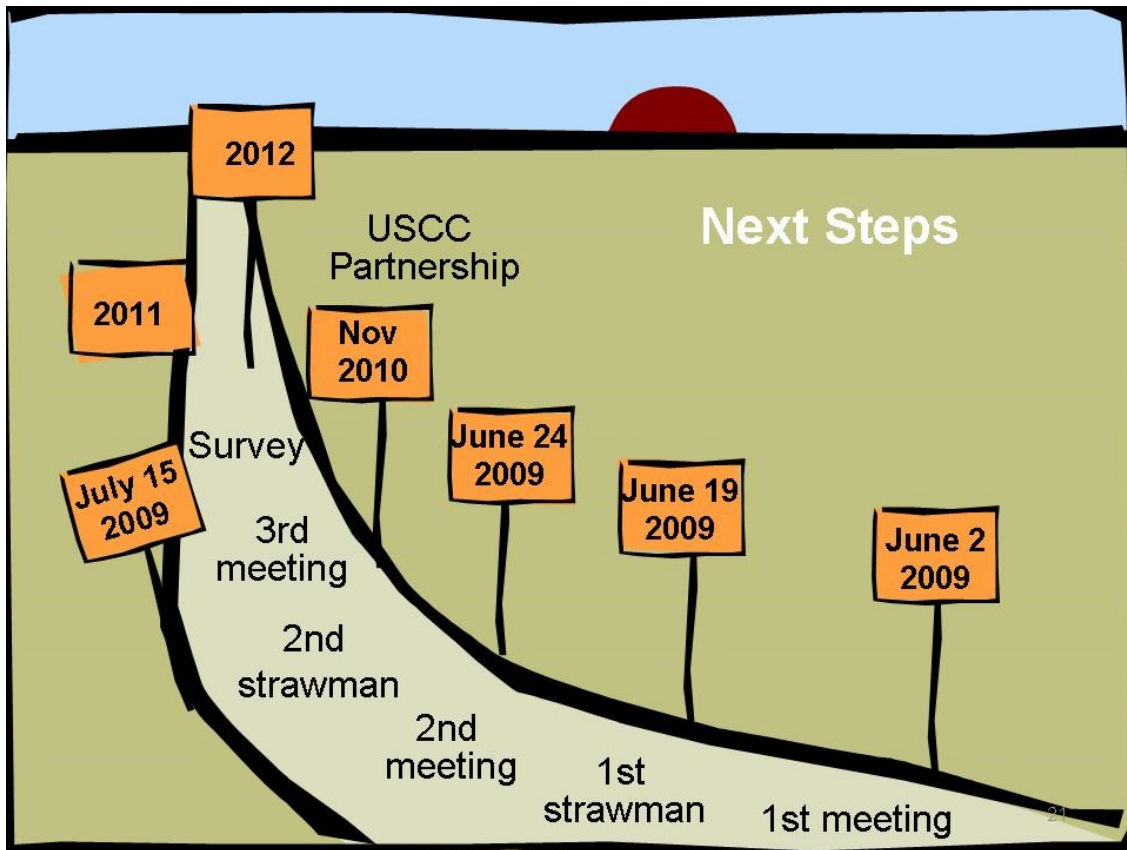 2012
USCC
Partnership
Next Steps
2011
Nov
2010
June 24
2009
June 19
2009
June 2
2009
July 15
2009
Survey
3rd
meeting
2nd
strawman
2nd
meeting
1st
strawman
1st meeting
21